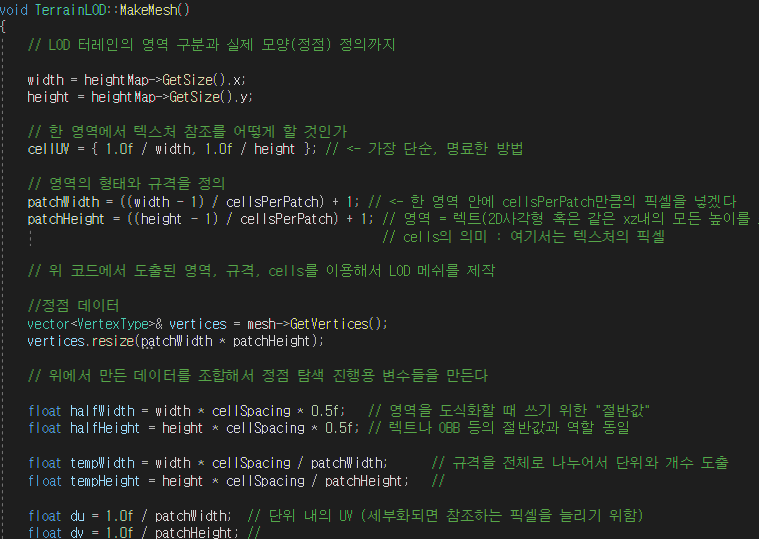 void TerrainLOD::MakeMesh()
{
// LOD 터레인의 영역 구분과 실제 모양(정점) 정의까지
width = heightMap->GetSize().x;
height = heightMap->GetSize().y;
// 한 영역에서 텍스처 참조를 어떻게 할 것인가
cellUV = { 1.0f / width, 1.0f / height }; // <- 가장 단순, 명료한 방법
// 영역의 형태와 규격을 정의
patchWidth = ((width - 1) / cellsPerPatch) + 1; // <- 한 영역 안에 cellsPerPatch만큼의 픽셀을 넣겠다
patchHeight = ((height - 1) / cellsPerPatch) + 1; // 영역 = 렉트(2D사각형 혹은 같은 xz내의 모든 높이를
// cells의 의미 : 여기서는 텍스처의 픽셀
// 위 코드에서 도출된 영역, 규격, cells를 이용해서 LOD 메쉬를 제작
//정점 데이터
vector<VertexType>& vertices = mesh->GetVertices();
vertices.resize(patchWidth * patchHeight);
// 위에서 만든 데이터를 조합해서 정점 탐색 진행용 변수들을 만든다
float halfWidth = width * cellSpacing * 0.5f; // 영역을 도식화할 때 쓰기 위한 "절반값"
float halfHeight = height * cellSpacing * 0.5f; // 렉트나 OBB 등의 절반값과 역할 동일
float tempWidth = width * cellSpacing / patchWidth; // 규격을 전체로 나누어서 단위와 개수 도출
float tempHeight = height * cellSpacing / patchHeight; //
float du = 1.0f / patchWidth; // 단위 내의 UV (세부화되면 참조하는 픽셀을 늘리기 위함)
float dv = 1.0f / patchHeight; //